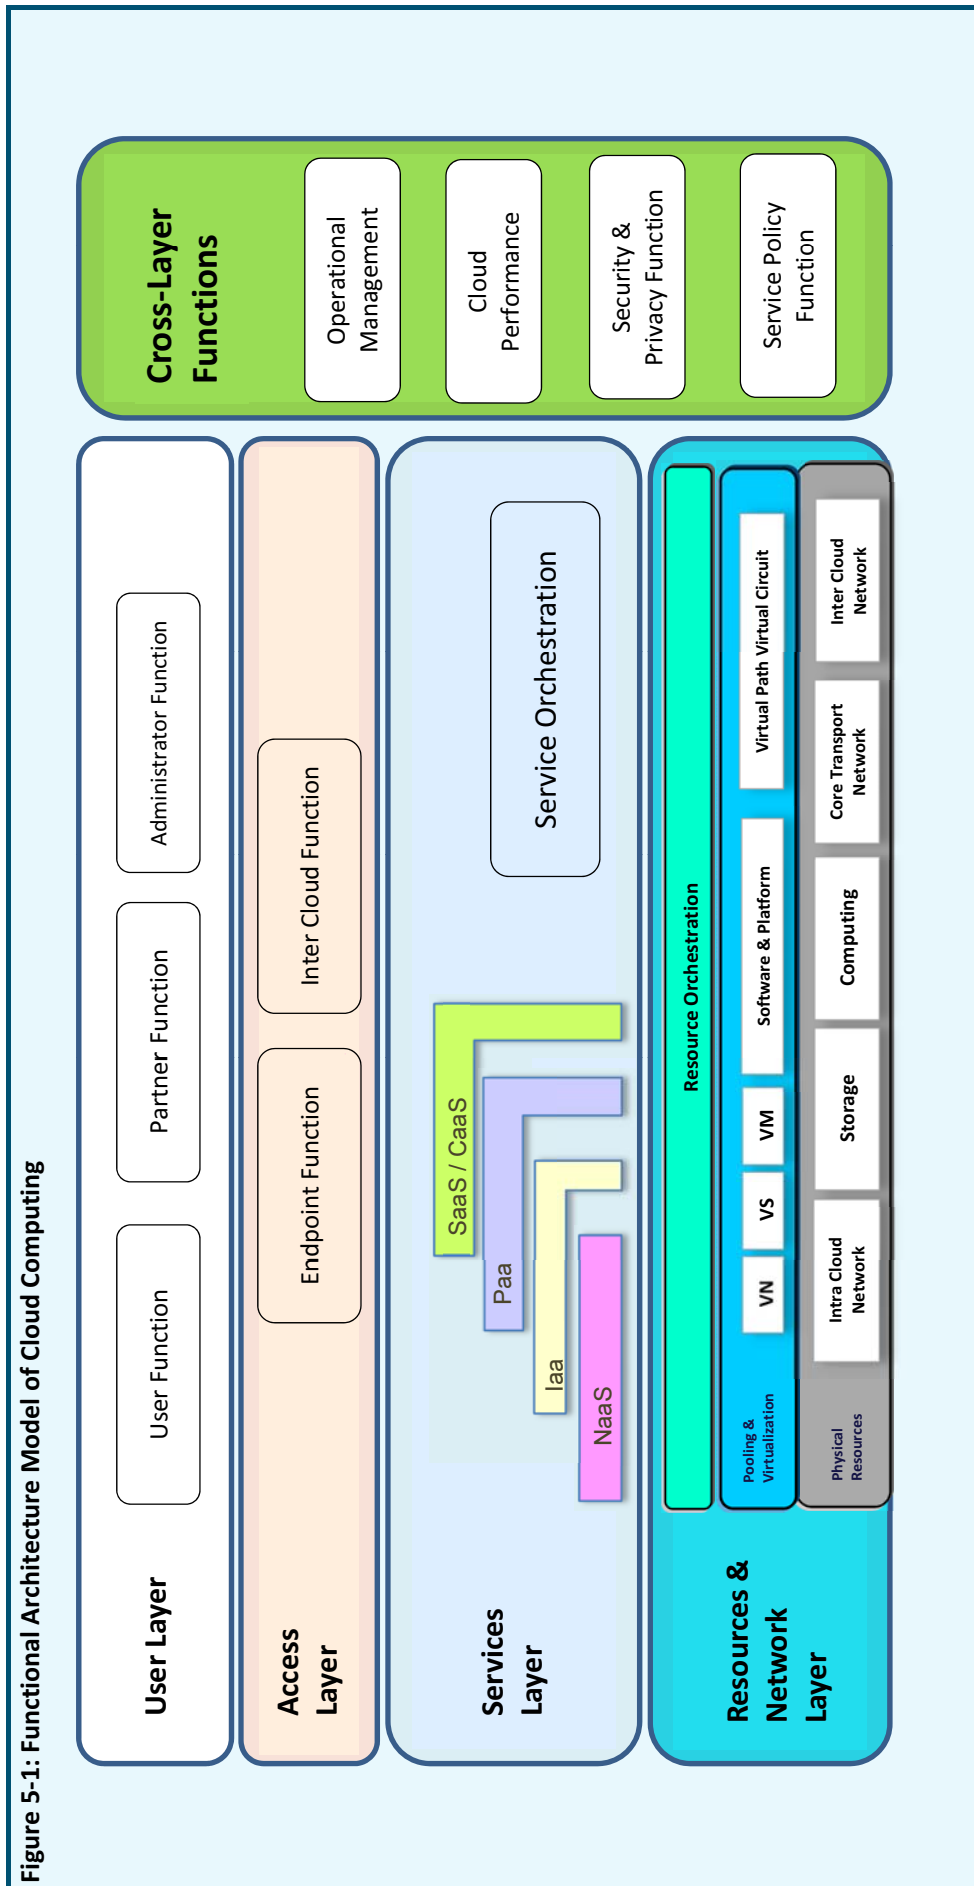 Figure 5-1: Functional Architecture Model of Cloud Computing
User Layer
User Function
Partner Function
Administrator Function
Access
Layer
Endpoint Function
Inter Cloud Function
Services
Layer
NaaS
Iaa
Paa
SaaS / CaaS
Service Orchestration
Resources &
Network
Layer
Resource Orchestration
Pooling &
Virtualization
VN
VS
VM
Software & Platform
Virtual Path Virtual Circuit
Physical
Resources
Intra Cloud
Network
Storage
Computing
Core Transport
Network
Inter Cloud
Network
Cross-Layer
Functions
Operational
Management
Cloud
Performance
Security &
Privacy Function
Service Policy
Function